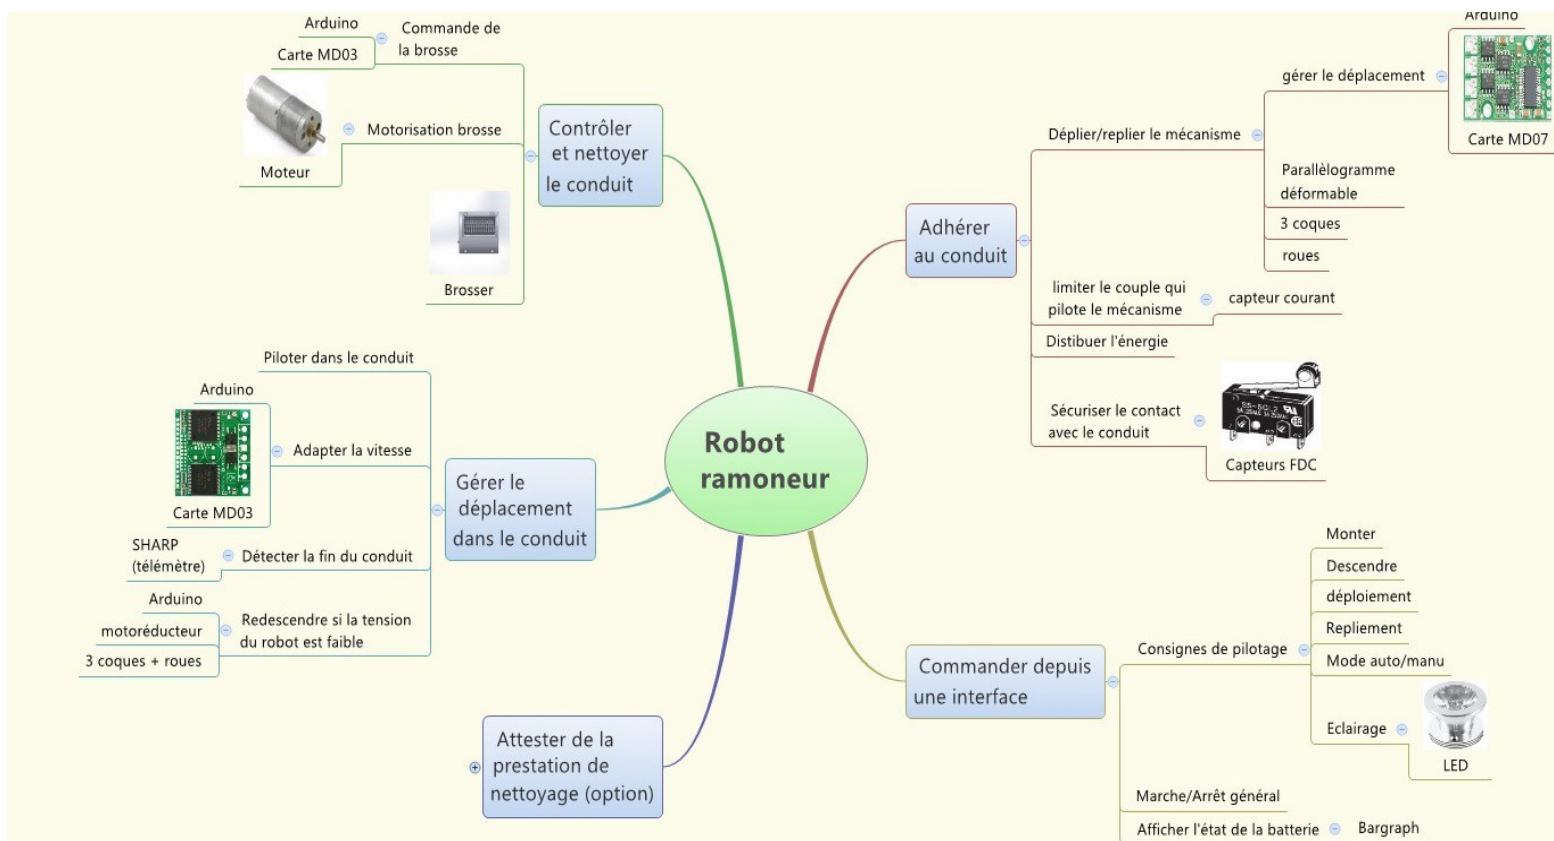 Arduino
Carte MD03
Commande de
la brosse
Motorisation brosse
Moteur
Brosser
Contrôler
et nettoyer
le conduit
Piloter dans le conduit
Arduino
Carte MD03
Adapter la vitesse
SHARP
(télémètre)
Détecter la fin du conduit
Arduino
motoréducteur
3 coques + roues
Redescendre si la tension
du robot est faible
Gérer le
déplacement
dans le conduit
Attester de la
prestation de
nettoyage (option)
Robot
ramoneur
Adhérer
au conduit
Déplier/replier le mécanisme
gérer le déplacement
Arduino
Carte MD07
Parallèlogramme
déformable
3 coques
roues
limiter le couple qui
pilote le mécanisme
capteur courant
Distibuer l'énergie
Sécuriser le contact
avec le conduit
Capteurs FDC
Commander depuis
une interface
Consignes de pilotage
Monter
Descendre
déploiement
Repliement
Mode auto/manu
Eclairage
LED
Marche/Arrêt général
Afficher l'état de la batterie
Bargraph